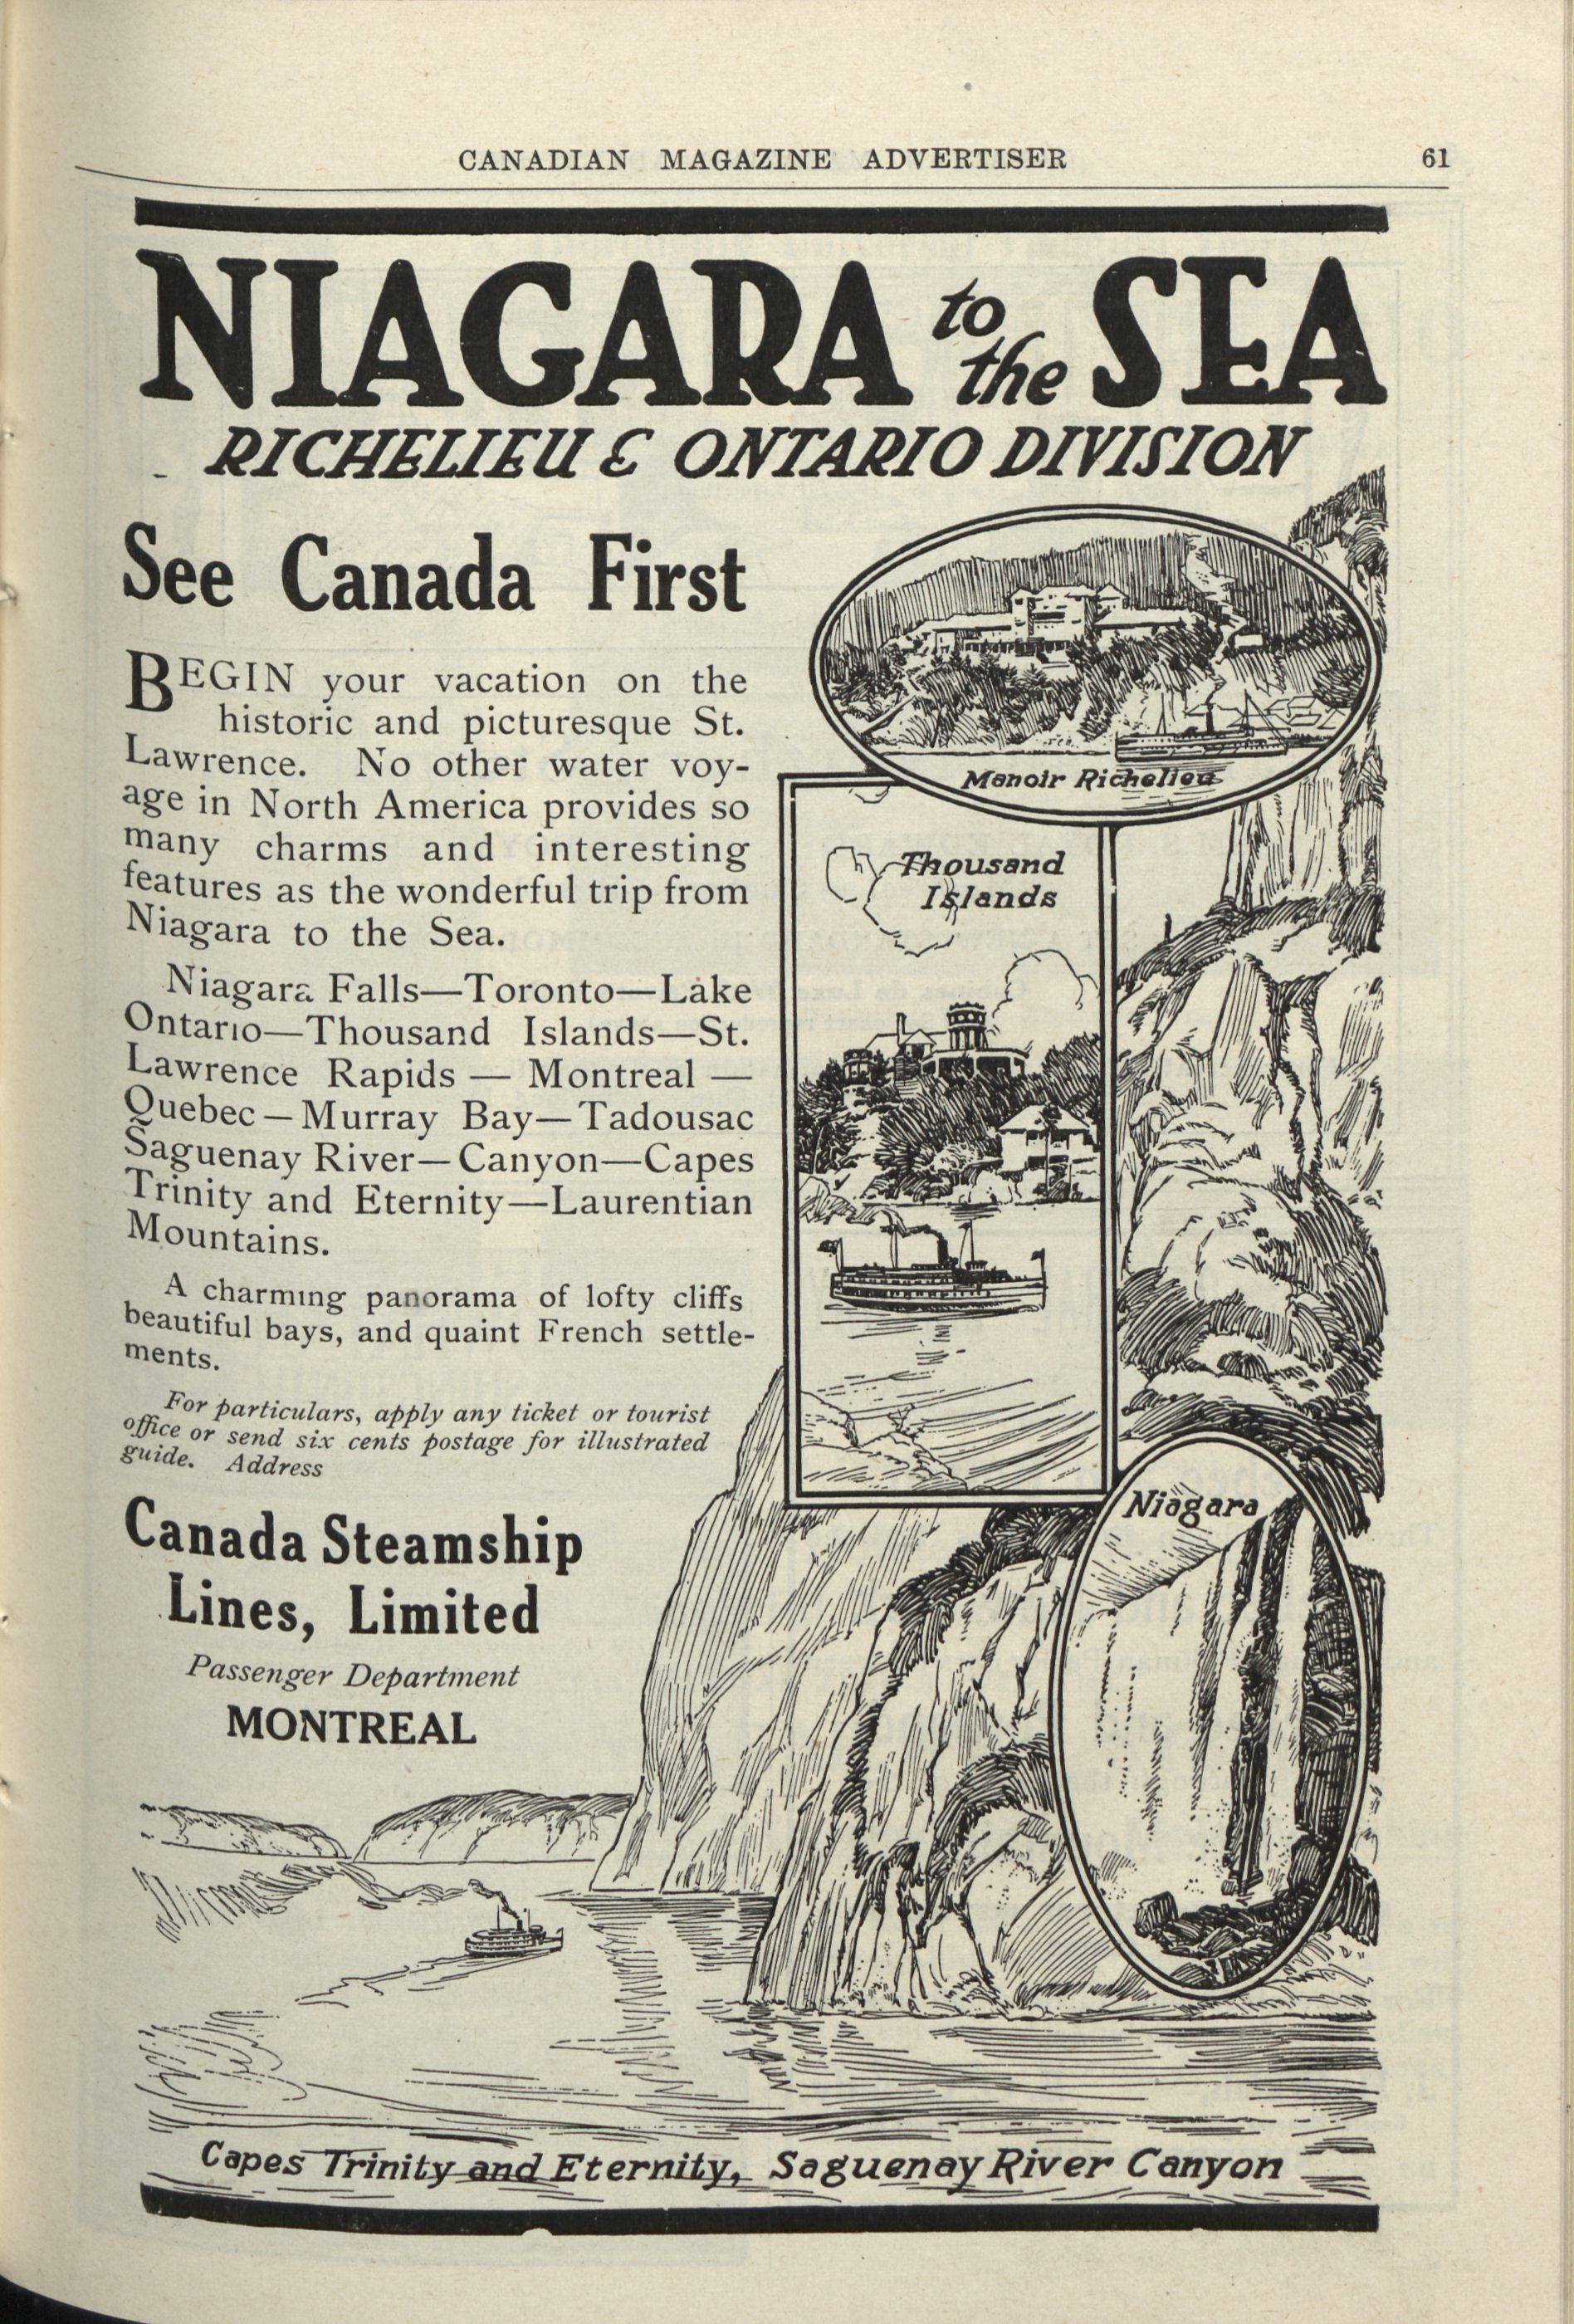 CANADIAN MAGAZINE ADVERTISER 61
NIAGARA to the SEA
RICHELIEU & ONTARIO DIVISION
See Canada First
BEGIN your vacation on the
historic and picturesque St.
Lawrence. No other water voy-
age in North America provides so
many charms and interesting
features as the wonderful trip from
Niagara to the Sea.
Niagara Falls—Toronto—Lake
Ontario—Thousand Islands—St.
Lawrence Rapids — Montreal —
Quebec—Murray Bay—Tadousac
Saguenay River—Canyon—Capes
Trinity and Eternity—Laurentian
Mountains.
A charming panorama of lofty cliffs
beautiful bays, and quaint French settle-
ments.
For particulars, apply any ticket or tourist
office or send six cents postage for illustrated
guide. Address
Canada Steamship
Lines, Limited
Passenger Department
MONTREAL
Manoir Richelieu
Thousand
Islands
Niagara
Capes Trinity and Eternity, Saguenay River Canyon